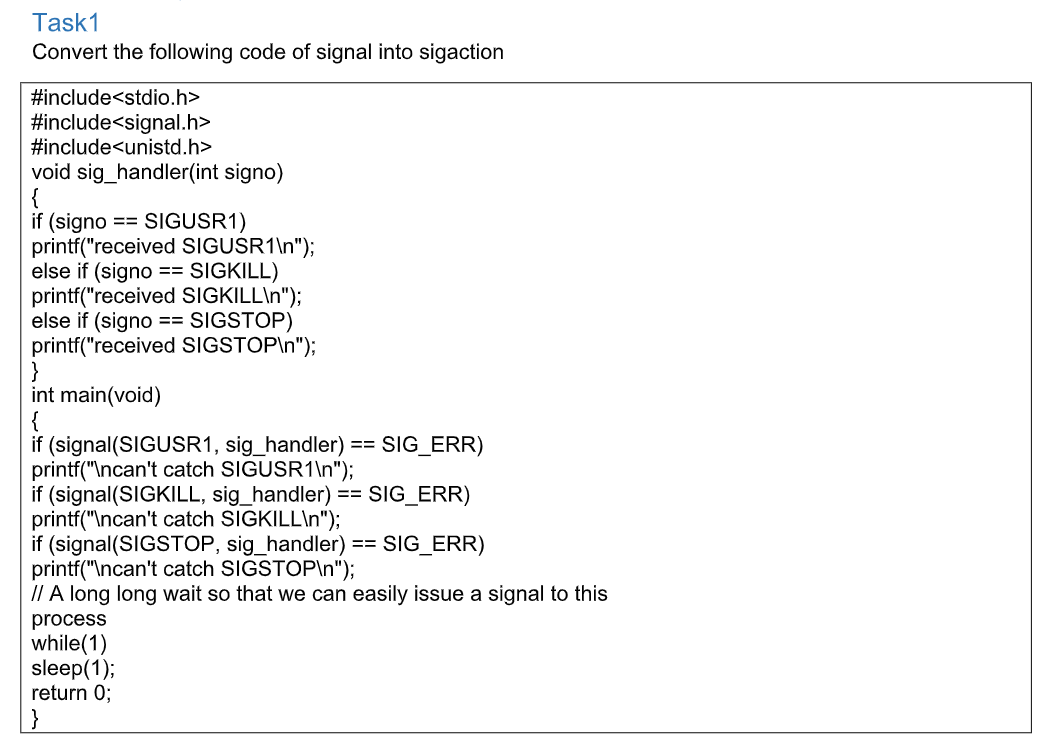 Task1
Convert the following code of signal into sigaction
#include<stdio.h>
#include<signal.h>
#include<unistd.h>
void sig_handler(int signo)
{
if (signo == SIGUSR1)
printf("received SIGUSR1\n");
else if (signo == SIGKILL)
printf("received SIGKILL\n");
else if (signo == SIGSTOP)
printf("received SIGSTOP\n");
}
int main(void)
{
if (signal(SIGUSR1, sig_handler) == SIG_ERR)
printf("\ncan't catch SIGUSR1\n");
if (signal(SIGKILL, sig_handler) == SIG_ERR)
printf("\ncan't catch SIGKILL\n");
if (signal(SIGSTOP, sig_handler) == SIG_ERR)
printf("\ncan't catch SIGSTOP\n");
// A long long wait so that we can easily issue a signal to this
process
while(1)
sleep(1);
return 0;
}